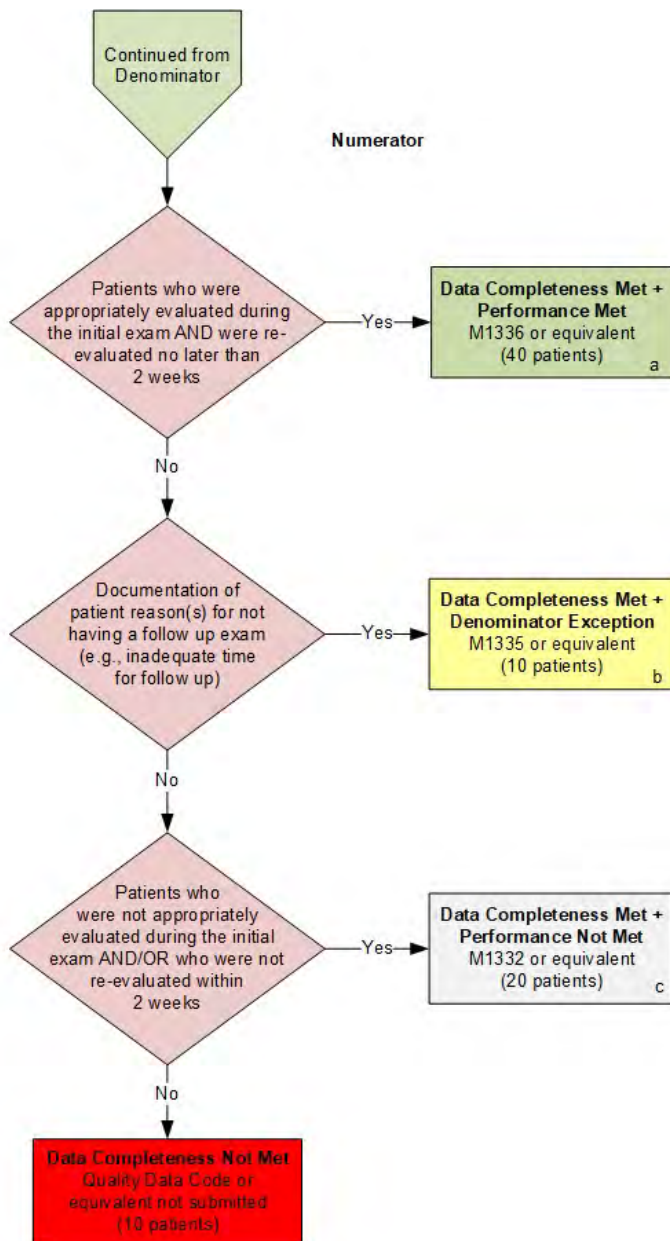 Continued from
Denominator
Numerator
Patients who were
appropriately evaluated during
the initial exam AND were re-
evaluated no later than
2 weeks
Yes
Data Completeness Met +
Performance Met
M1336 or equivalent
(40 patients)
a
No
Documentation of
patient reason(s) for not
having a follow up exam
(e.g., inadequate time
for follow up)
Yes
Data Completeness Met +
Denominator Exception
M1335 or equivalent
(10 patients)
b
No
Patients who
were not appropriately
evaluated during the initial
exam AND/OR who were not
re-evaluated within
2 weeks
Yes
Data Completeness Met +
Performance Not Met
M1332 or equivalent
(20 patients)
c
No
Data Completeness Not Met
Quality Data Code or
equivalent not submitted
(10 patients)